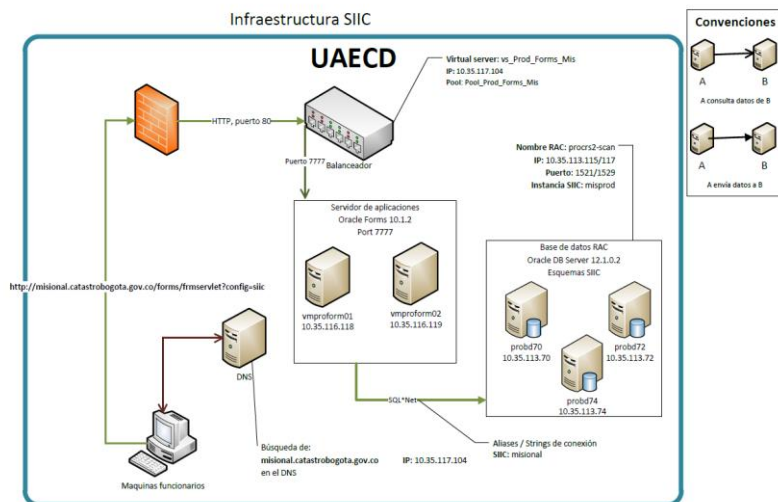 Infraestructura SIIC
UAECD
Virtual server: vs_Prod_Forms_Mis
IP: 10.35.117.104
Pool: Pool_Prod_Forms_Mis
HTTP, puerto 80
Balanceador
Puerto 7777
Nombre RAC: procrs2-scan
IP: 10.35.113.115/117
Puerto: 1521/1529
Instancia SIIC: misprod
Servidor de aplicaciones
Oracle Forms 10.1.2
Port 7777
vmproform01
10.35.116.118
vmproform02
10.35.116.119
Base de datos RAC
Oracle DB Server 12.1.0.2
Esquemas SIIC
probd70
10.35.113.70
probd72
10.35.113.72
probd74
10.35.113.74
http://misional.catastrobogota.gov.co/forms/frmservlet?config=siic
DNS
SQL*Net
Aliases / Strings de conexión
SIIC: misional
Búsqueda de:
misional.catastrobogota.gov.co
en el DNS
IP: 10.35.117.104
Maquinas funcionarios
Convenciones
A
B
A consulta datos de B
A
B
A envía datos a B